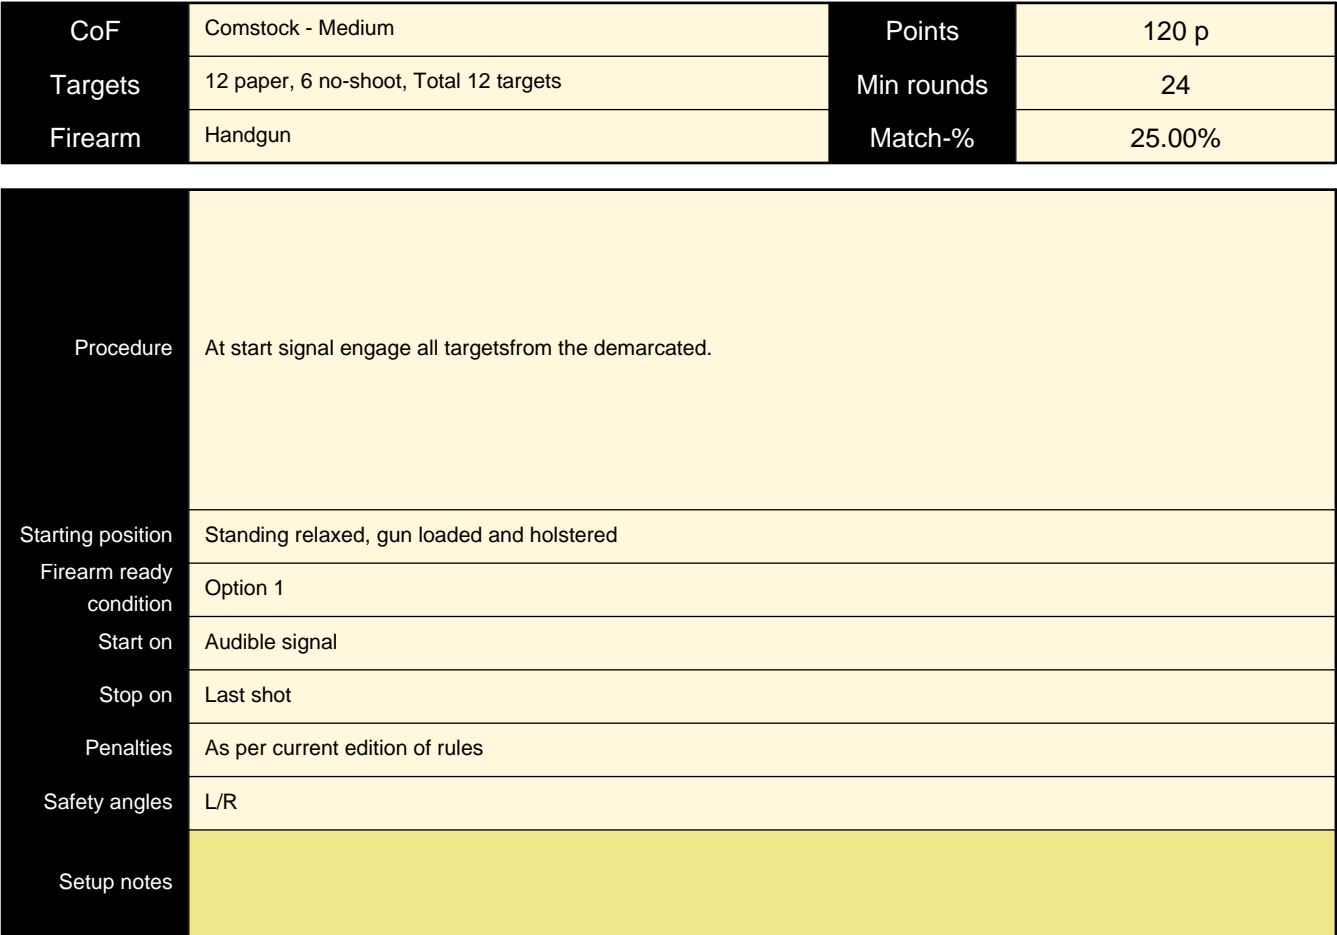 CoF Comstock - Medium Points 120 p
Targets 12 paper, 6 no-shoot, Total 12 targets Min rounds 24
Firearm Handgun Match-% 25.00%
Procedure At start signal engage all targetsfrom the demarcated.
Starting position Standing relaxed, gun loaded and holstered
Firearm ready
condition Option 1
Start on Audible signal
Stop on Last shot
Penalties As per current edition of rules
Safety angles L/R
Setup notes